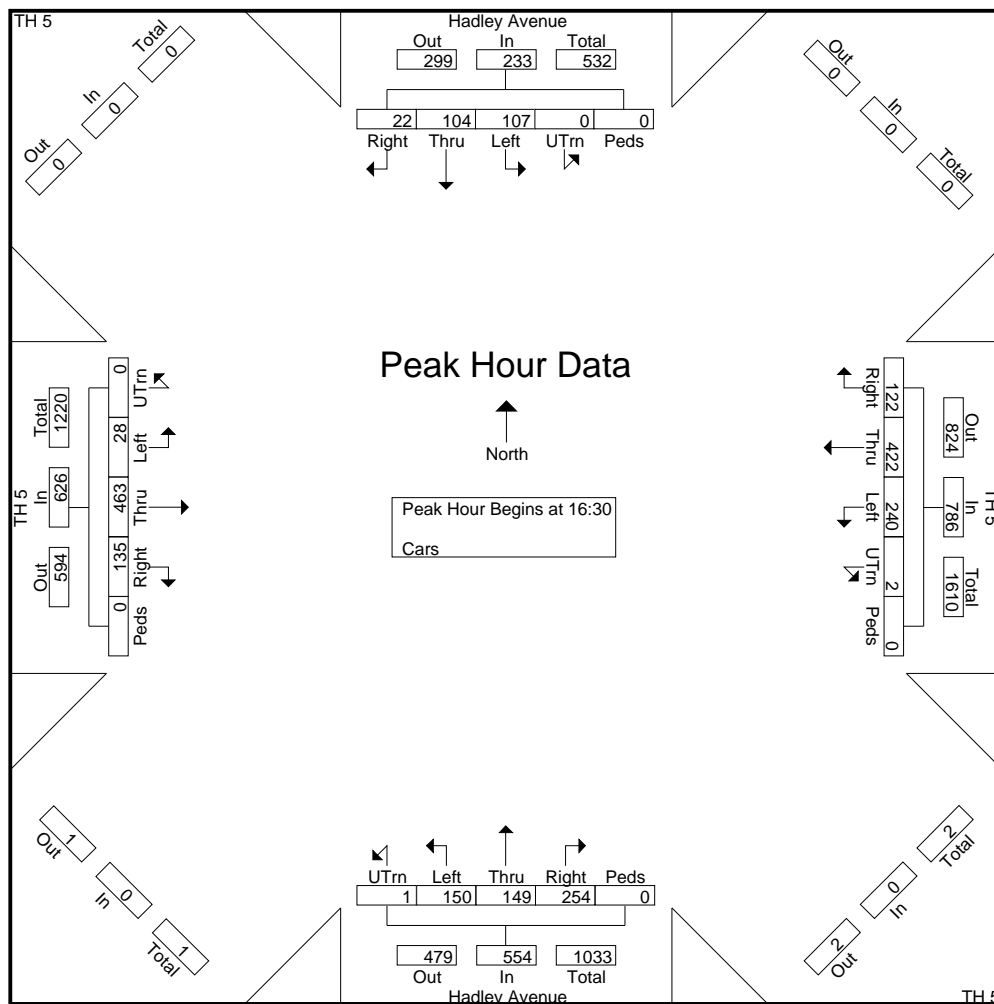 TH 5
Hadley Avenue
Out In Total
299 233 532
22 104 107 0 0
Right Thru Left UTrn Peds
Total 0
In 0
Out 0
Out 0
In 0
Total 0
Peak Hour Data
North
Peak Hour Begins at 16:30
Cars
TH 5
Total 1220
In 626
Out 594
0 UTrn
28 Left
463 Thru
135 Right
0 Peds
Right 122
Thru 422
Left 240
UTrn 2
Peds 0
Out 824
In 786
Total 1610
TH 5
Out 1
In 0
Total 1
Total 2
In 0
Out 2
UTrn Left Thru Right Peds
1 150 149 254 0
479 554 1033
Out In Total
Hadley Avenue
TH 5